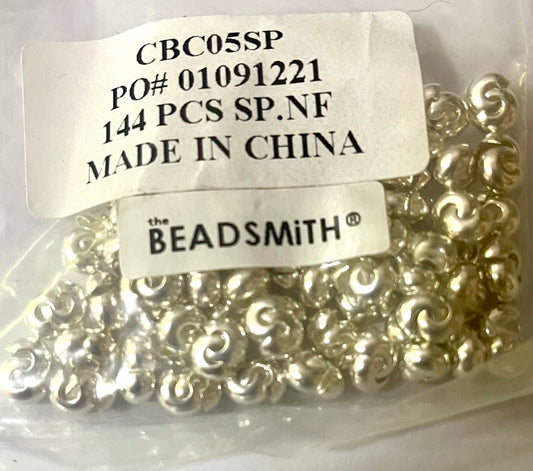 CBC05SP
PO# 01091221
144 PCS SP.NF
MADE IN CHINA
the
BEADSMiTH®